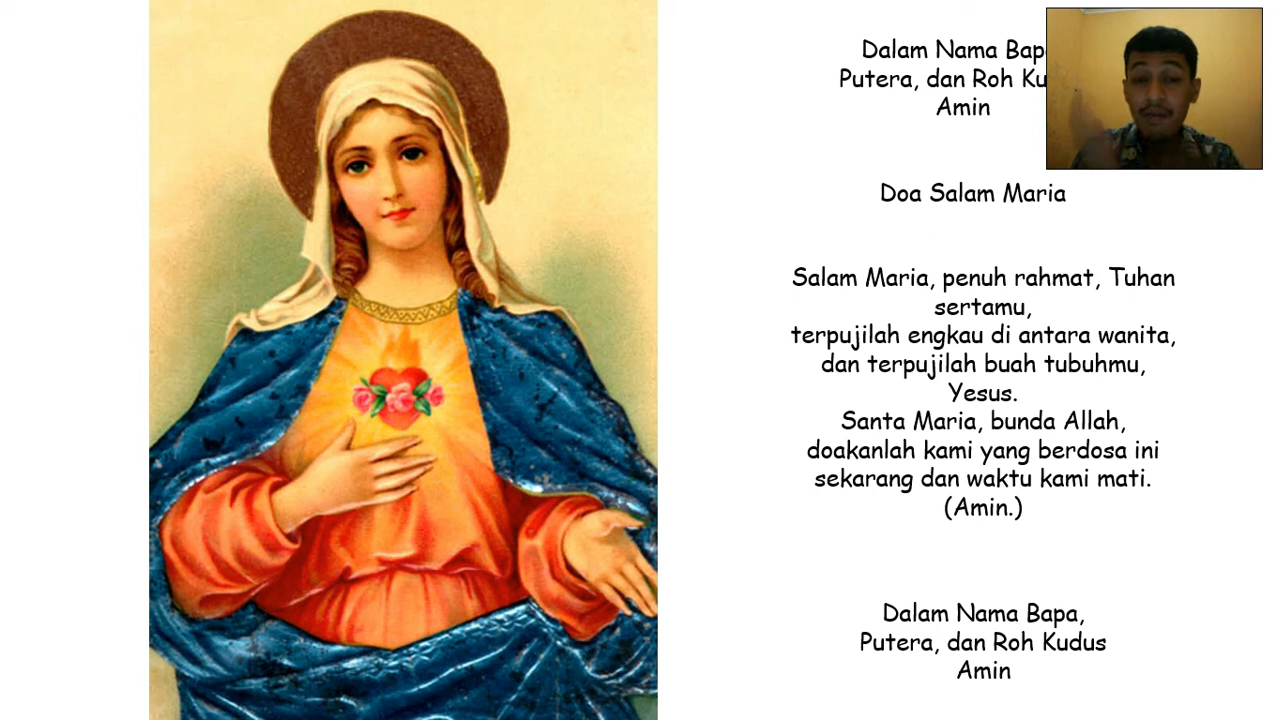 Dalam Nama Bap
Putera, dan Roh Ku
Amin
Doa Salam Maria
Salam Maria, penuh rahmat, Tuhan
sertamu,
terpujilah engkau di antara wanita,
dan terpujilah buah tubuhmu,
Yesus.
Santa Maria, bunda Allah,
doakanlah kami yang berdosa ini
sekarang dan waktu kami mati.
(Amin.)
Dalam Nama Bapa,
Putera, dan Roh Kudus
Amin